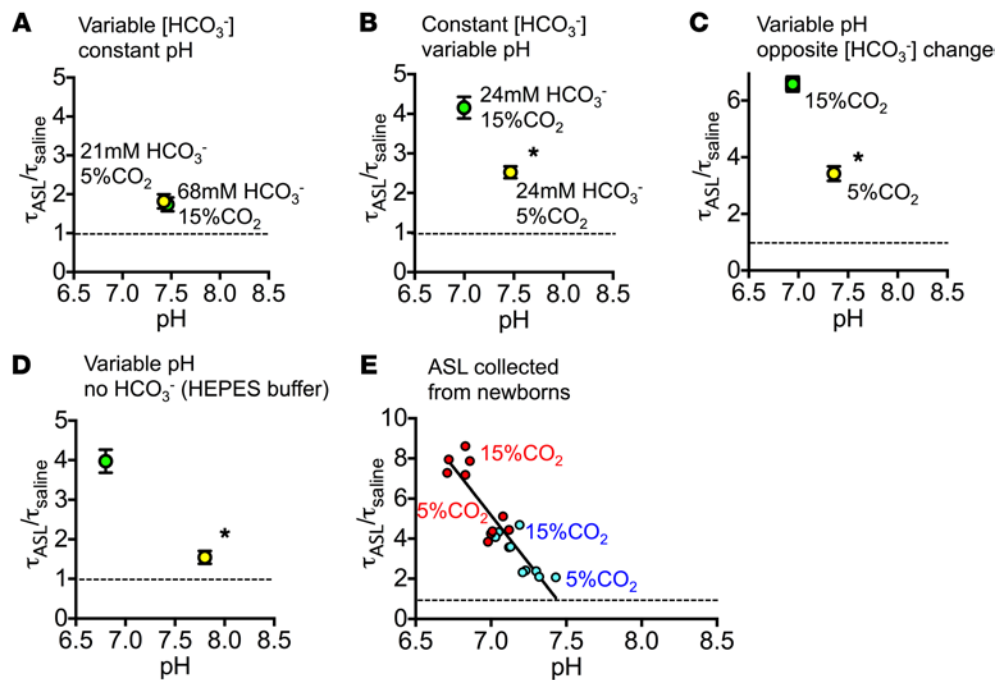 A
Variable [HCO₃⁻]
constant pH
τASL/τsaline
5
4
3
2
1
0
21mM HCO₃⁻
5%CO₂
68mM HCO₃⁻
15%CO₂
6.5 7.0 7.5 8.0 8.5
pH
B
Constant [HCO₃⁻]
variable pH
τASL/τsaline
5
4
3
2
1
0
24mM HCO₃⁻
15%CO₂
*
24mM HCO₃⁻
5%CO₂
6.5 7.0 7.5 8.0 8.5
pH
C
Variable pH
opposite [HCO₃⁻] change
τASL/τsaline
6
4
2
0
15%CO₂
*
5%CO₂
6.5 7.0 7.5 8.0 8.5
pH
D
Variable pH
no HCO₃⁻ (HEPES buffer)
τASL/τsaline
5
4
3
2
1
0
*
6.5 7.0 7.5 8.0 8.5
pH
E
ASL collected
from newborns
τASL/τsaline
10
8
6
4
2
0
15%CO₂
5%CO₂
15%CO₂
5%CO₂
6.5 7.0 7.5 8.0 8.5
pH